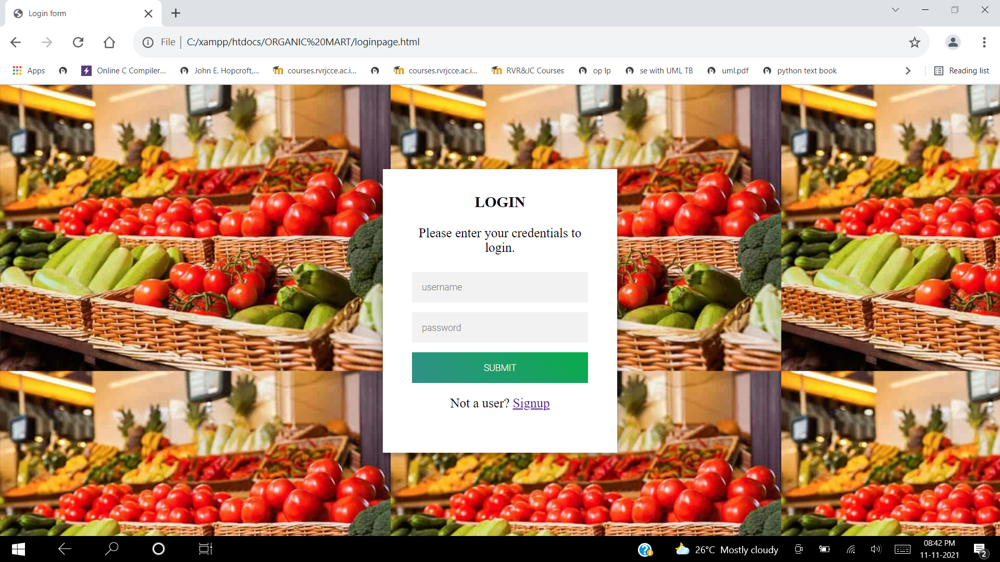 Login form
File
C:/xampp/htdocs/ORGANIC%20MART/loginpage.html
Apps
Online C Compiler...
John E. Hopcroft,...
courses.rvrjcce.ac.i...
courses.rvrjcce.ac.i...
RVR&JC Courses
op lp
se with UML TB
uml.pdf
python text book
Reading list
LOGIN
Please enter your credentials to
login.
username
password
SUBMIT
Not a user? Signup
26°C Mostly cloudy
08:42 PM
11-11-2021
2